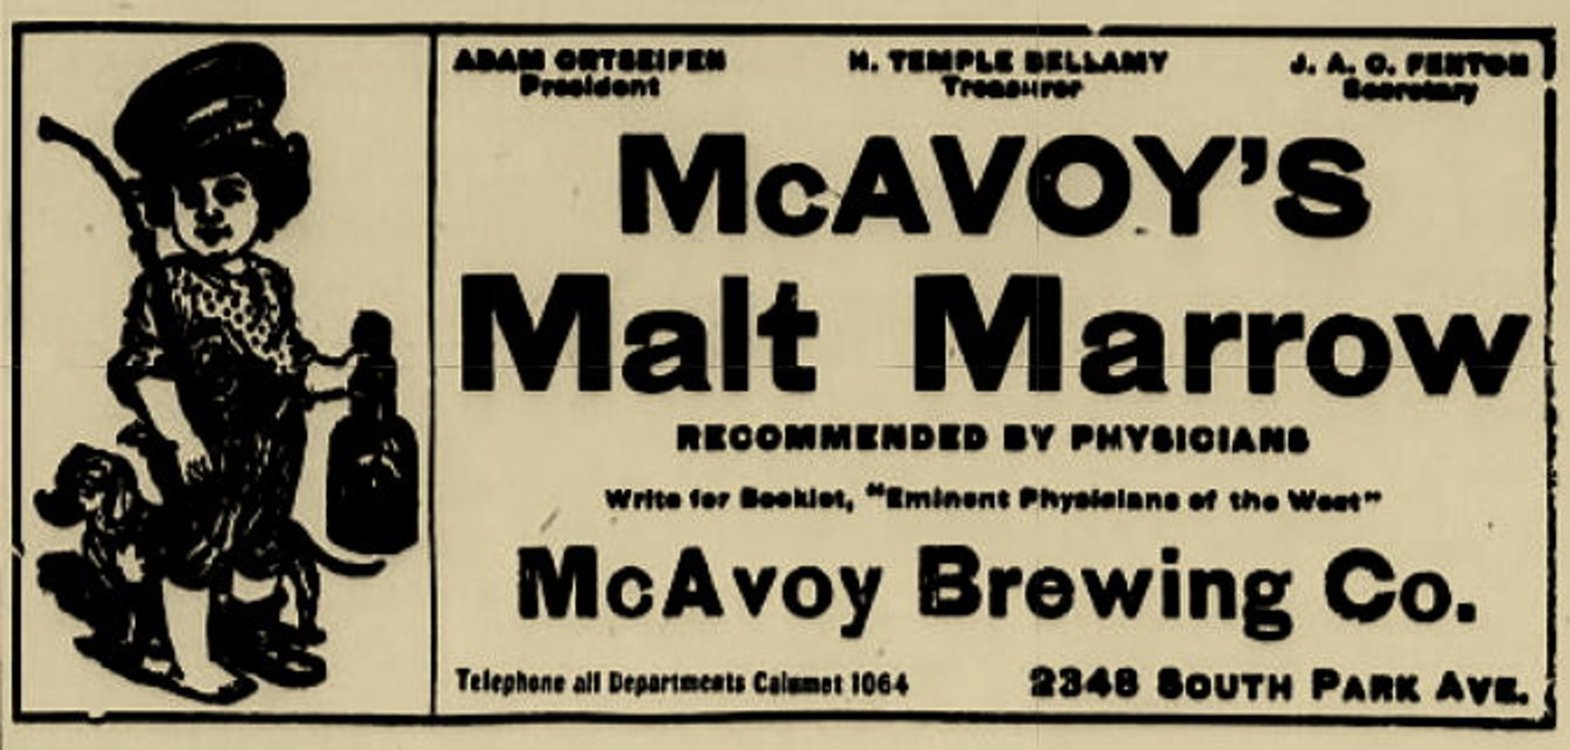 ADAM ORTSEIFEN H. TEMPLE BELLAMY J. A. C. FENTON
President Treasurer Secretary
McAVOY'S
Malt Marrow
RECOMMENDED BY PHYSICIANS
Write for Booklet, "Eminent Physicians of the West"
McAvoy Brewing Co.
Telephone all Departments Calumet 1064 2348 SOUTH PARK AVE.